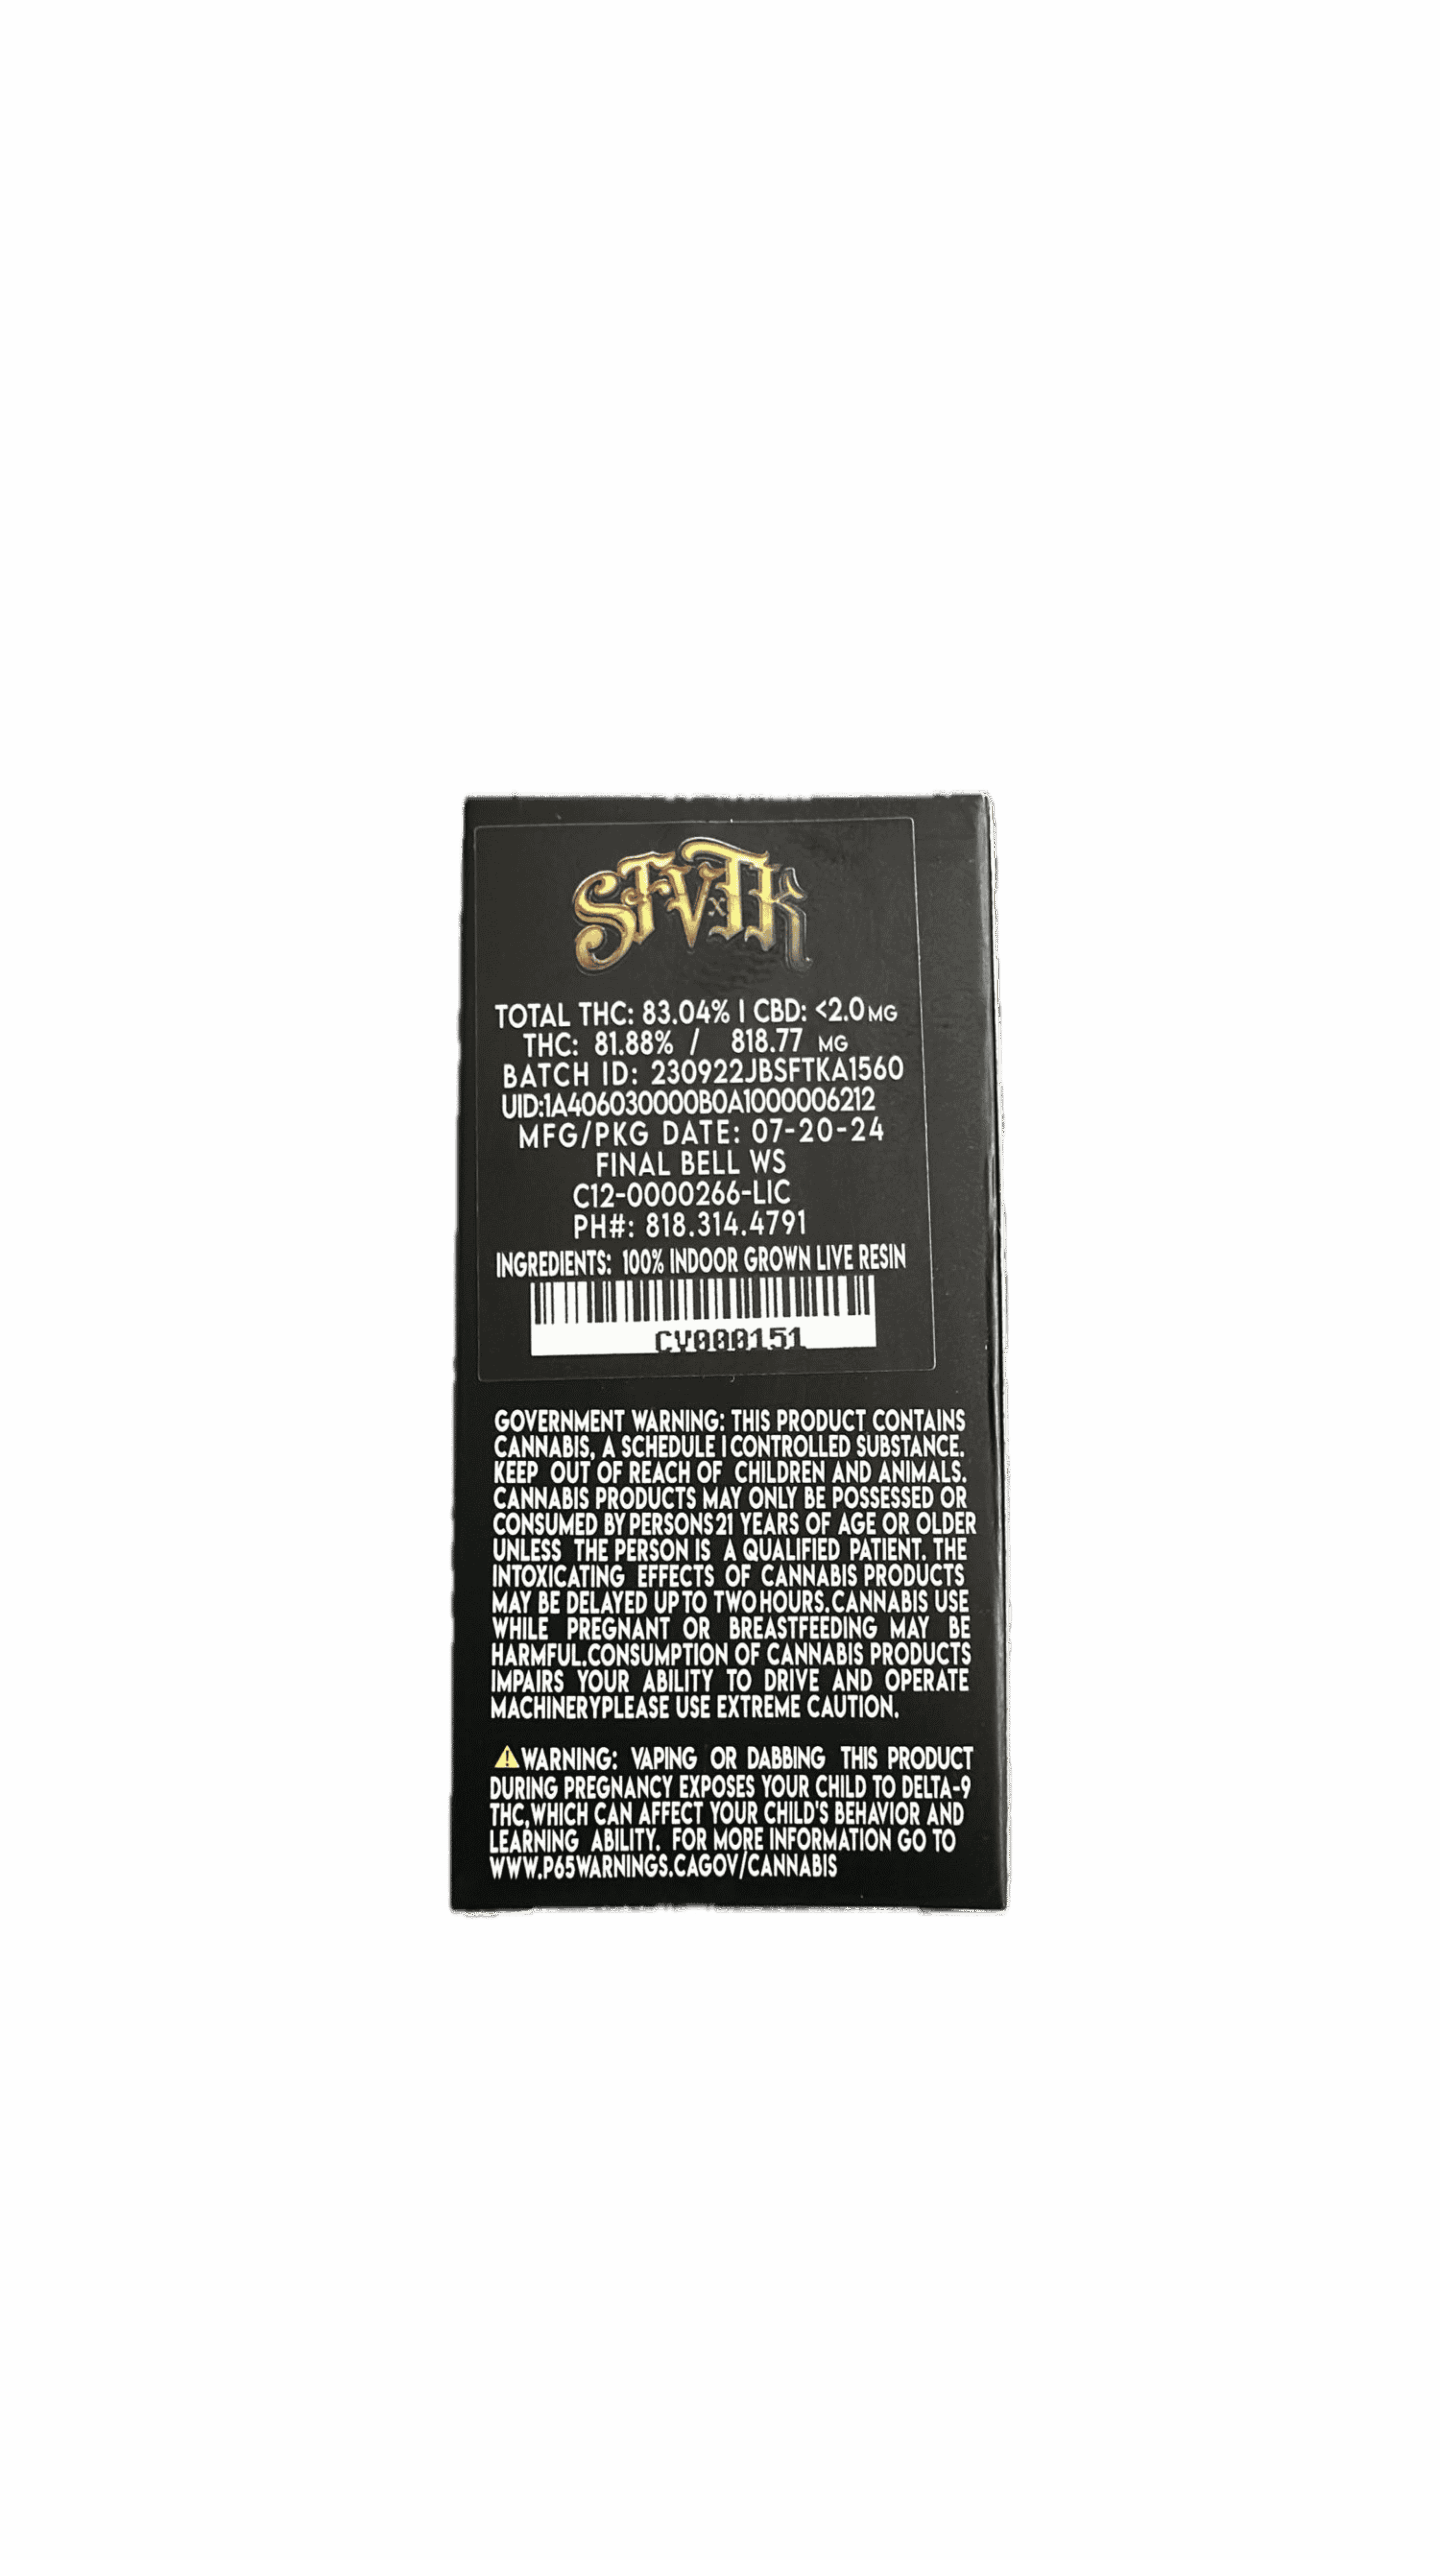 SFV x TK
TOTAL THC: 83.04% | CBD: <2.0 MG
THC: 81.88% / 818.77 MG
BATCH ID: 230922JBSFTKA1560
UID:1A406030000B0A1000006212
MFG/PKG DATE: 07-20-24
FINAL BELL WS
C12-0000266-LIC
PH#: 818.314.4791
INGREDIENTS: 100% INDOOR GROWN LIVE RESIN
CV000151
GOVERNMENT WARNING: THIS PRODUCT CONTAINS
CANNABIS, A SCHEDULE I CONTROLLED SUBSTANCE.
KEEP OUT OF REACH OF CHILDREN AND ANIMALS.
CANNABIS PRODUCTS MAY ONLY BE POSSESSED OR
CONSUMED BY PERSONS 21 YEARS OF AGE OR OLDER
UNLESS THE PERSON IS A QUALIFIED PATIENT. THE
INTOXICATING EFFECTS OF CANNABIS PRODUCTS
MAY BE DELAYED UP TO TWO HOURS. CANNABIS USE
WHILE PREGNANT OR BREASTFEEDING MAY BE
HARMFUL.CONSUMPTION OF CANNABIS PRODUCTS
IMPAIRS YOUR ABILITY TO DRIVE AND OPERATE
MACHINERYPLEASE USE EXTREME CAUTION.
⚠WARNING: VAPING OR DABBING THIS PRODUCT
DURING PREGNANCY EXPOSES YOUR CHILD TO DELTA-9
THC,WHICH CAN AFFECT YOUR CHILD'S BEHAVIOR AND
LEARNING ABILITY. FOR MORE INFORMATION GO TO
WWW.P65WARNINGS.CAGOV/CANNABIS